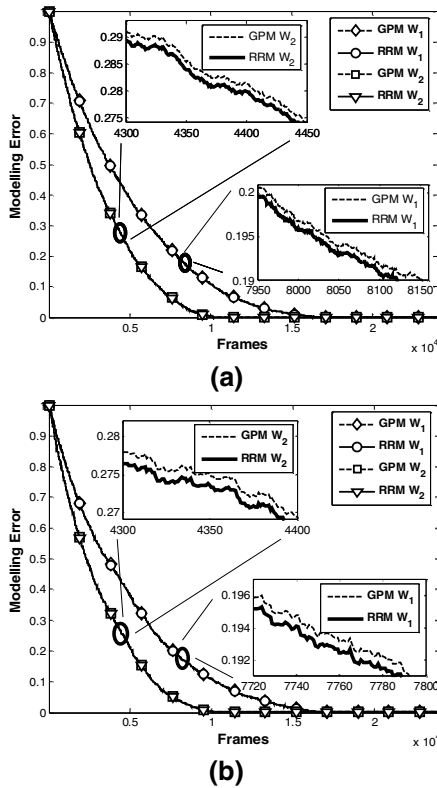 0.9
0.8
0.7
0.6
0.5
0.4
0.3
0.2
0.1
0
Modelling Error
0.29
0.285
0.28
0.275
4300 4350 4400 4450
GPM W2
RRM W2
GPM W1
RRM W1
GPM W2
RRM W2
0.2
0.195
0.19
7950 8000 8050 8100 8150
GPM W1
RRM W1
0.5 1 1.5 2
x 10⁴
Frames
(a)
0.9
0.8
0.7
0.6
0.5
0.4
0.3
0.2
0.1
0
Modelling Error
0.28
0.275
0.27
4300 4350 4400
GPM W2
RRM W2
GPM W1
RRM W1
GPM W2
RRM W2
0.196
0.194
0.192
7720 7740 7760 7780 7800
GPM W1
RRM W1
0.5 1 1.5 2
Frames
(b)